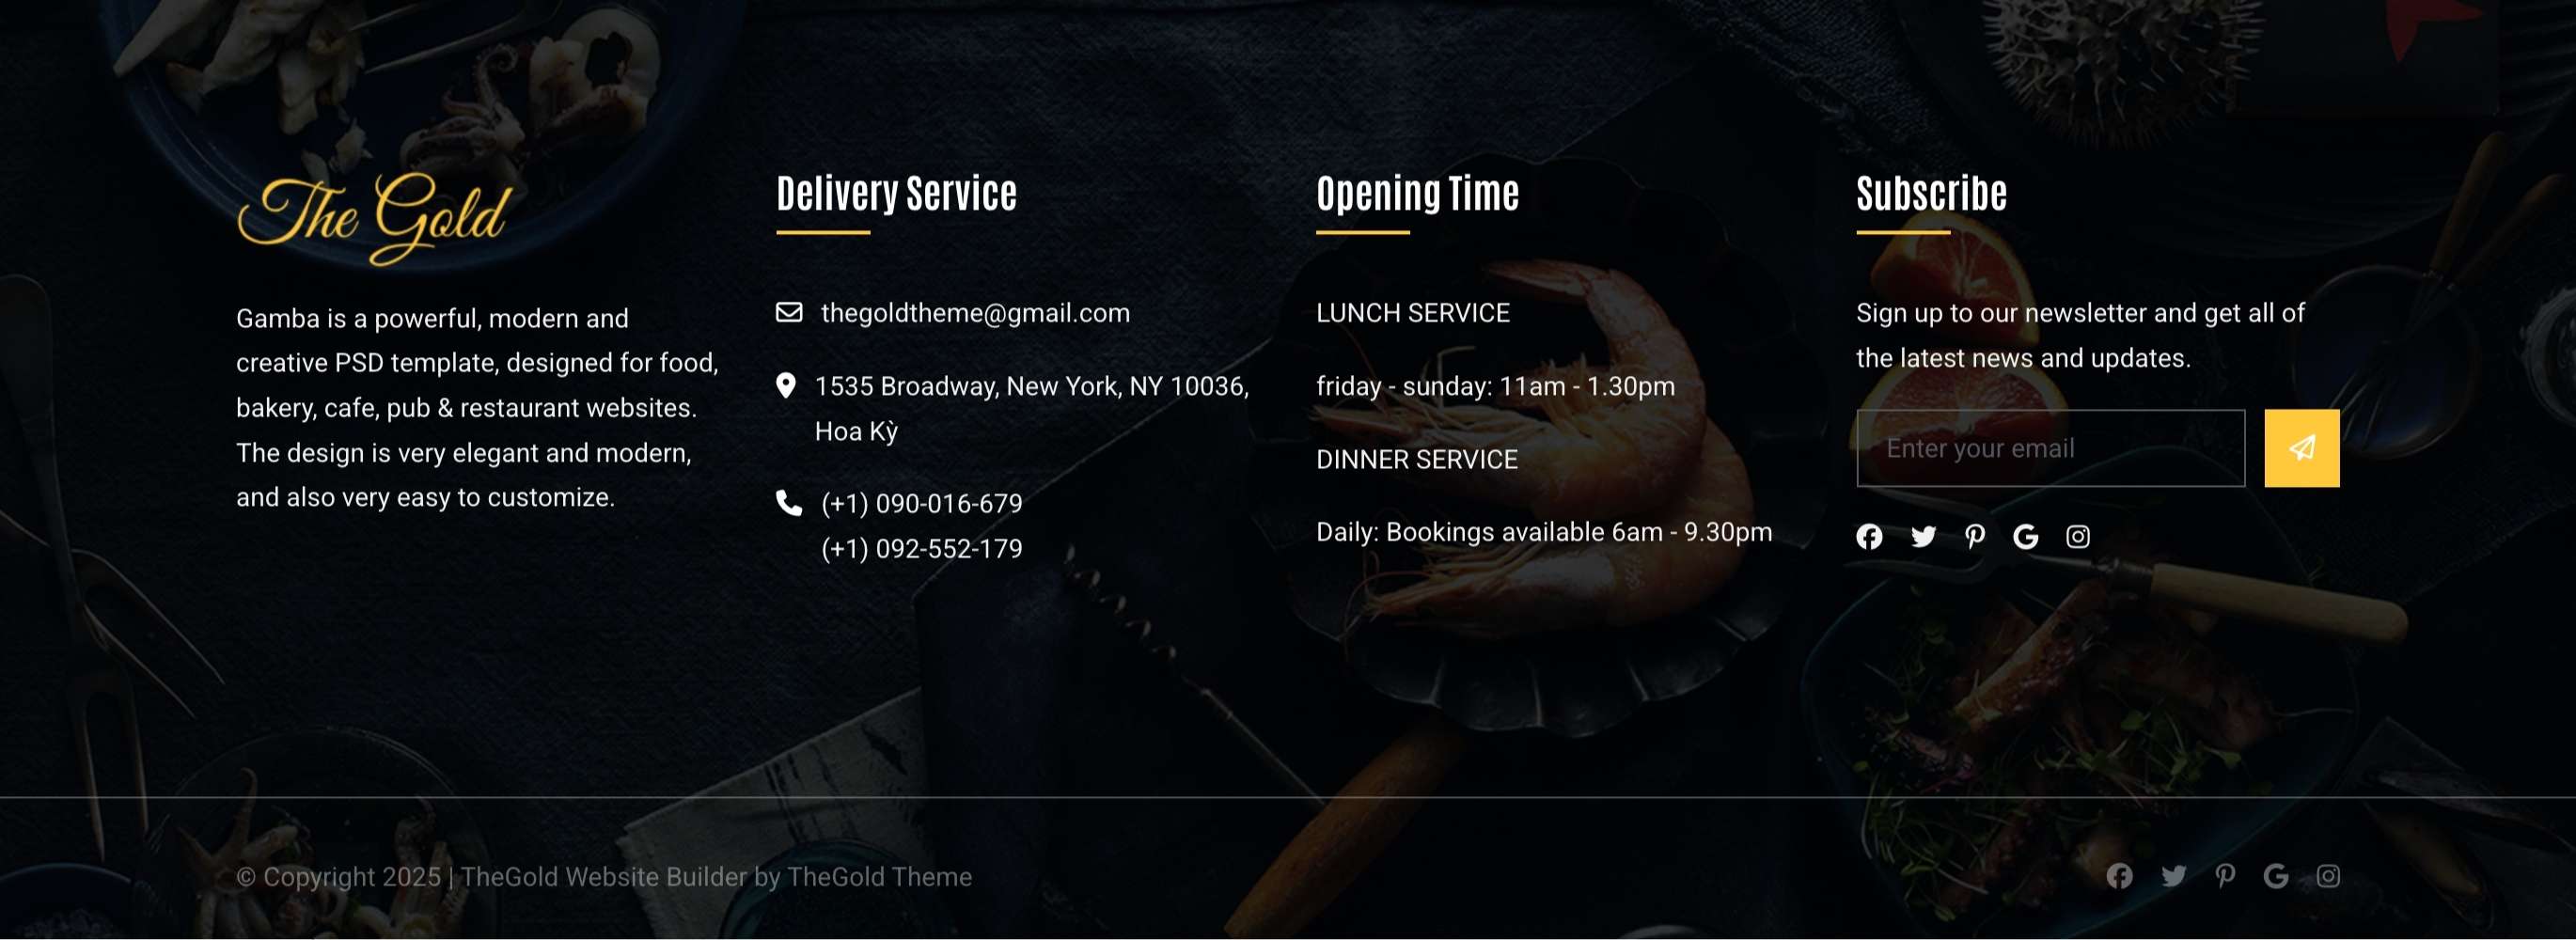 The Gold
Gamba is a powerful, modern and
creative PSD template, designed for food,
bakery, cafe, pub & restaurant websites.
The design is very elegant and modern,
and also very easy to customize.
Delivery Service
thegoldtheme@gmail.com
1535 Broadway, New York, NY 10036,
Hoa Kỳ
(+1) 090-016-679
(+1) 092-552-179
Opening Time
LUNCH SERVICE
friday - sunday: 11am - 1.30pm
DINNER SERVICE
Daily: Bookings available 6am - 9.30pm
Subscribe
Sign up to our newsletter and get all of
the latest news and updates.
Enter your email
© Copyright 2025 | TheGold Website Builder by TheGold Theme